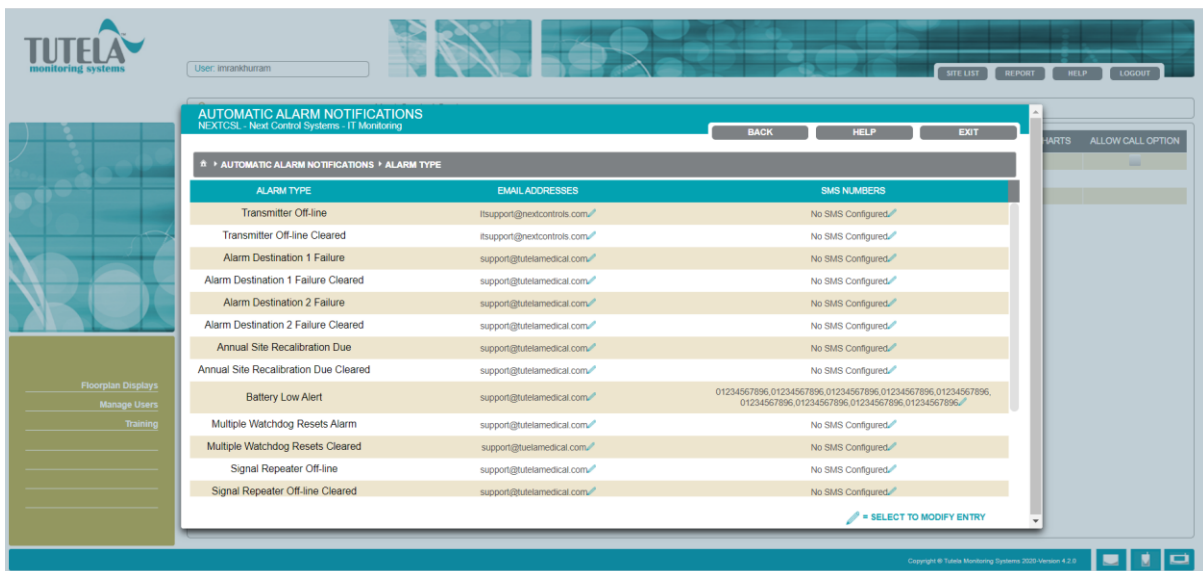 TUTELA™
monitoring systems
User: imrankhurram
SITE LIST REPORT HELP LOGOUT
AUTOMATIC ALARM NOTIFICATIONS
NEXTCSL - Next Control Systems - IT Monitoring
BACK HELP EXIT
HARTS ALLOW CALL OPTION
AUTOMATIC ALARM NOTIFICATIONS ALARM TYPE
ALARM TYPE EMAIL ADDRESSES SMS NUMBERS
Transmitter Off-line Itsupport@nextcontrols.com No SMS Configured
Transmitter Off-line Cleared itsupport@nextcontrols.com No SMS Configured
Alarm Destination 1 Failure support@tutelamedical.com No SMS Configured
Alarm Destination 1 Failure Cleared support@tutelamedical.com No SMS Configured
Alarm Destination 2 Failure support@tutelamedical.com No SMS Configured
Alarm Destination 2 Failure Cleared support@tutelamedical.com No SMS Configured
Annual Site Recalibration Due support@tutelamedical.com No SMS Configured
Annual Site Recalibration Due Cleared support@tutelamedical.com No SMS Configured
Battery Low Alert support@tutelamedical.com 01234567896,01234567896,01234567896,01234567896,01234567896,
01234567896,01234567896,01234567896,01234567896
Multiple Watchdog Resets Alarm support@tutelamedical.com No SMS Configured
Multiple Watchdog Resets Cleared support@tuelamedical.com No SMS Configured
Signal Repeater Off-line support@tutelamedical.com No SMS Configured
Signal Repeater Off-line Cleared support@tutelamedical.com No SMS Configured
= SELECT TO MODIFY ENTRY
Floorplan Displays
Manage Users
Training
Copyright © Tutela Monitoring Systems 2020-Version 4.2.0